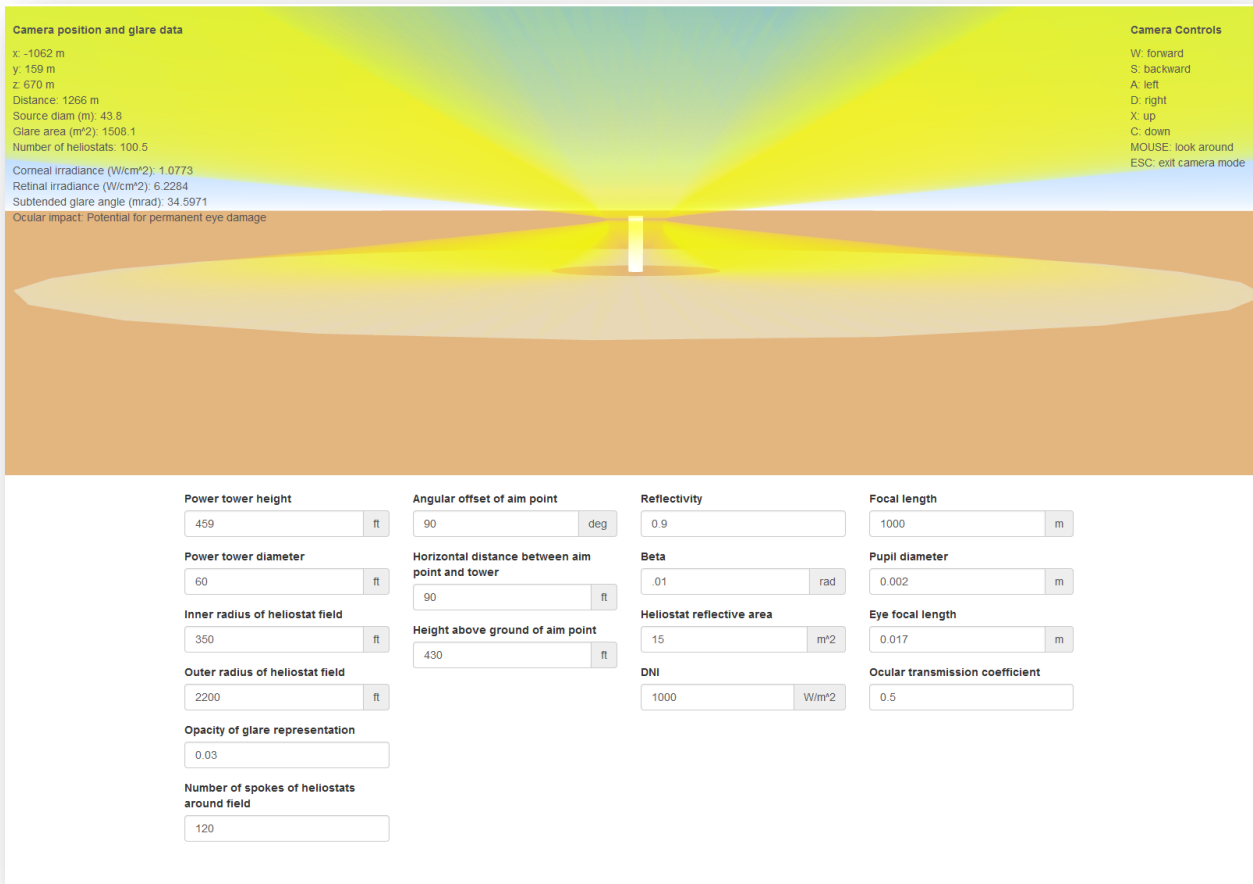 Camera position and glare data
x: -1062 m
y: 159 m
z: 670 m
Distance: 1266 m
Source diam (m): 43.8
Glare area (m^2): 1508.1
Number of heliostats: 100.5
Corneal irradiance (W/cm^2): 1.0773
Retinal irradiance (W/cm^2): 6.2284
Subtended glare angle (mrad): 34.5971
Ocular impact: Potential for permanent eye damage
Camera Controls
W: forward
S: backward
A: left
D: right
X: up
C: down
MOUSE: look around
ESC: exit camera mode
Power tower height
459 ft
Power tower diameter
60 ft
Inner radius of heliostat field
350 ft
Outer radius of heliostat field
2200 ft
Opacity of glare representation
0.03
Number of spokes of heliostats
around field
120
Angular offset of aim point
90 deg
Horizontal distance between aim
point and tower
90 ft
Height above ground of aim point
430 ft
Reflectivity
0.9
Beta
.01 rad
Heliostat reflective area
15 m^2
DNI
1000 W/m^2
Focal length
1000 m
Pupil diameter
0.002 m
Eye focal length
0.017 m
Ocular transmission coefficient
0.5